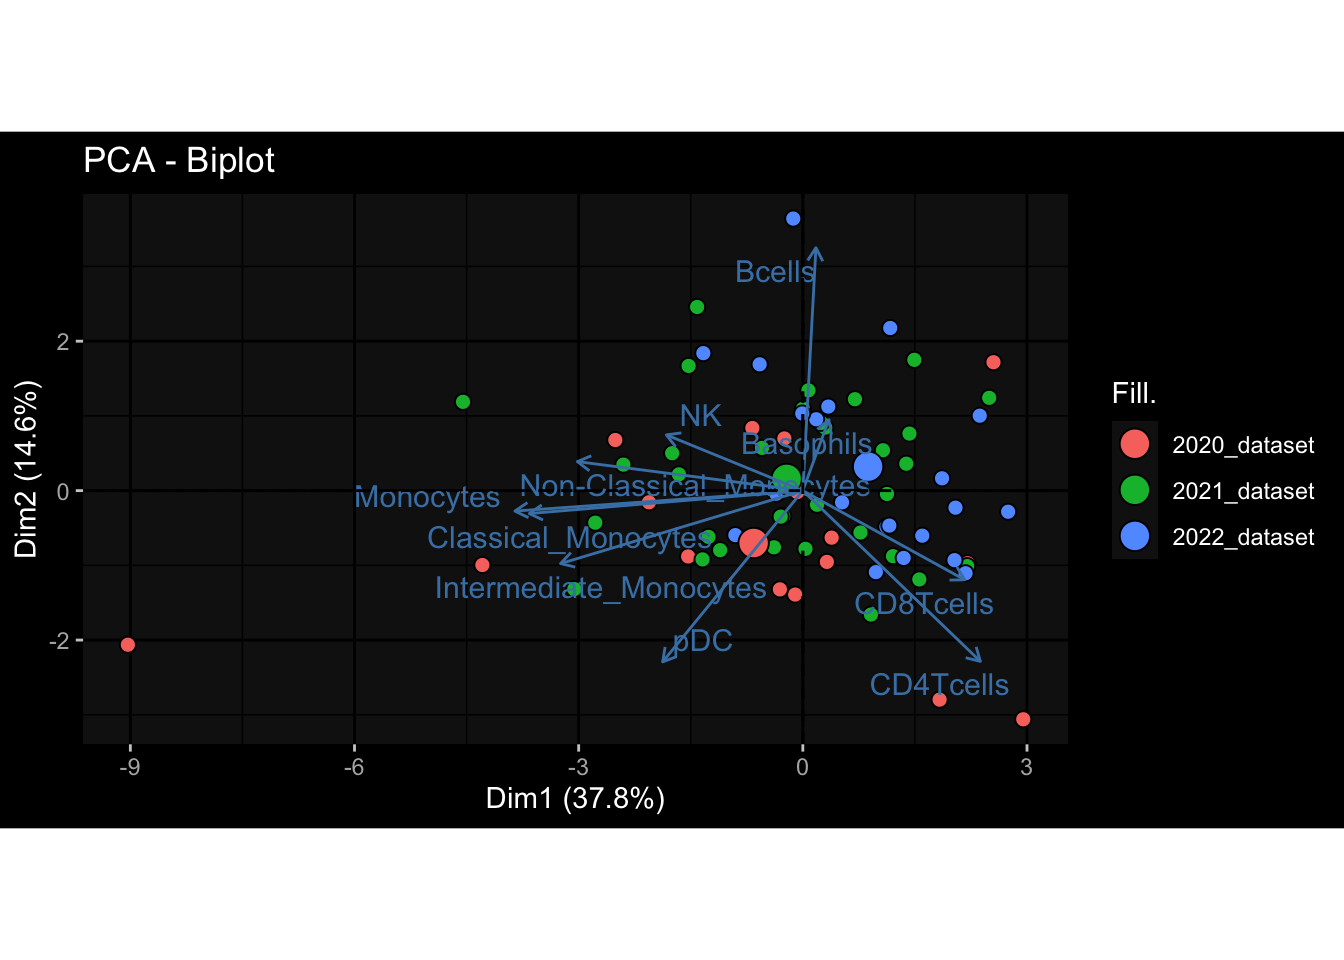 PCA - Biplot
Dim2 (14.6%)
2
0
-2
Bcells
NK
Basophils
Non-Classical_Monocytes
Monocytes
Classical_Monocytes
Intermediate_Monocytes
CD8Tcells
pDC
CD4Tcells
-9
-6
-3
0
3
Dim1 (37.8%)
Fill.
2020_dataset
2021_dataset
2022_dataset